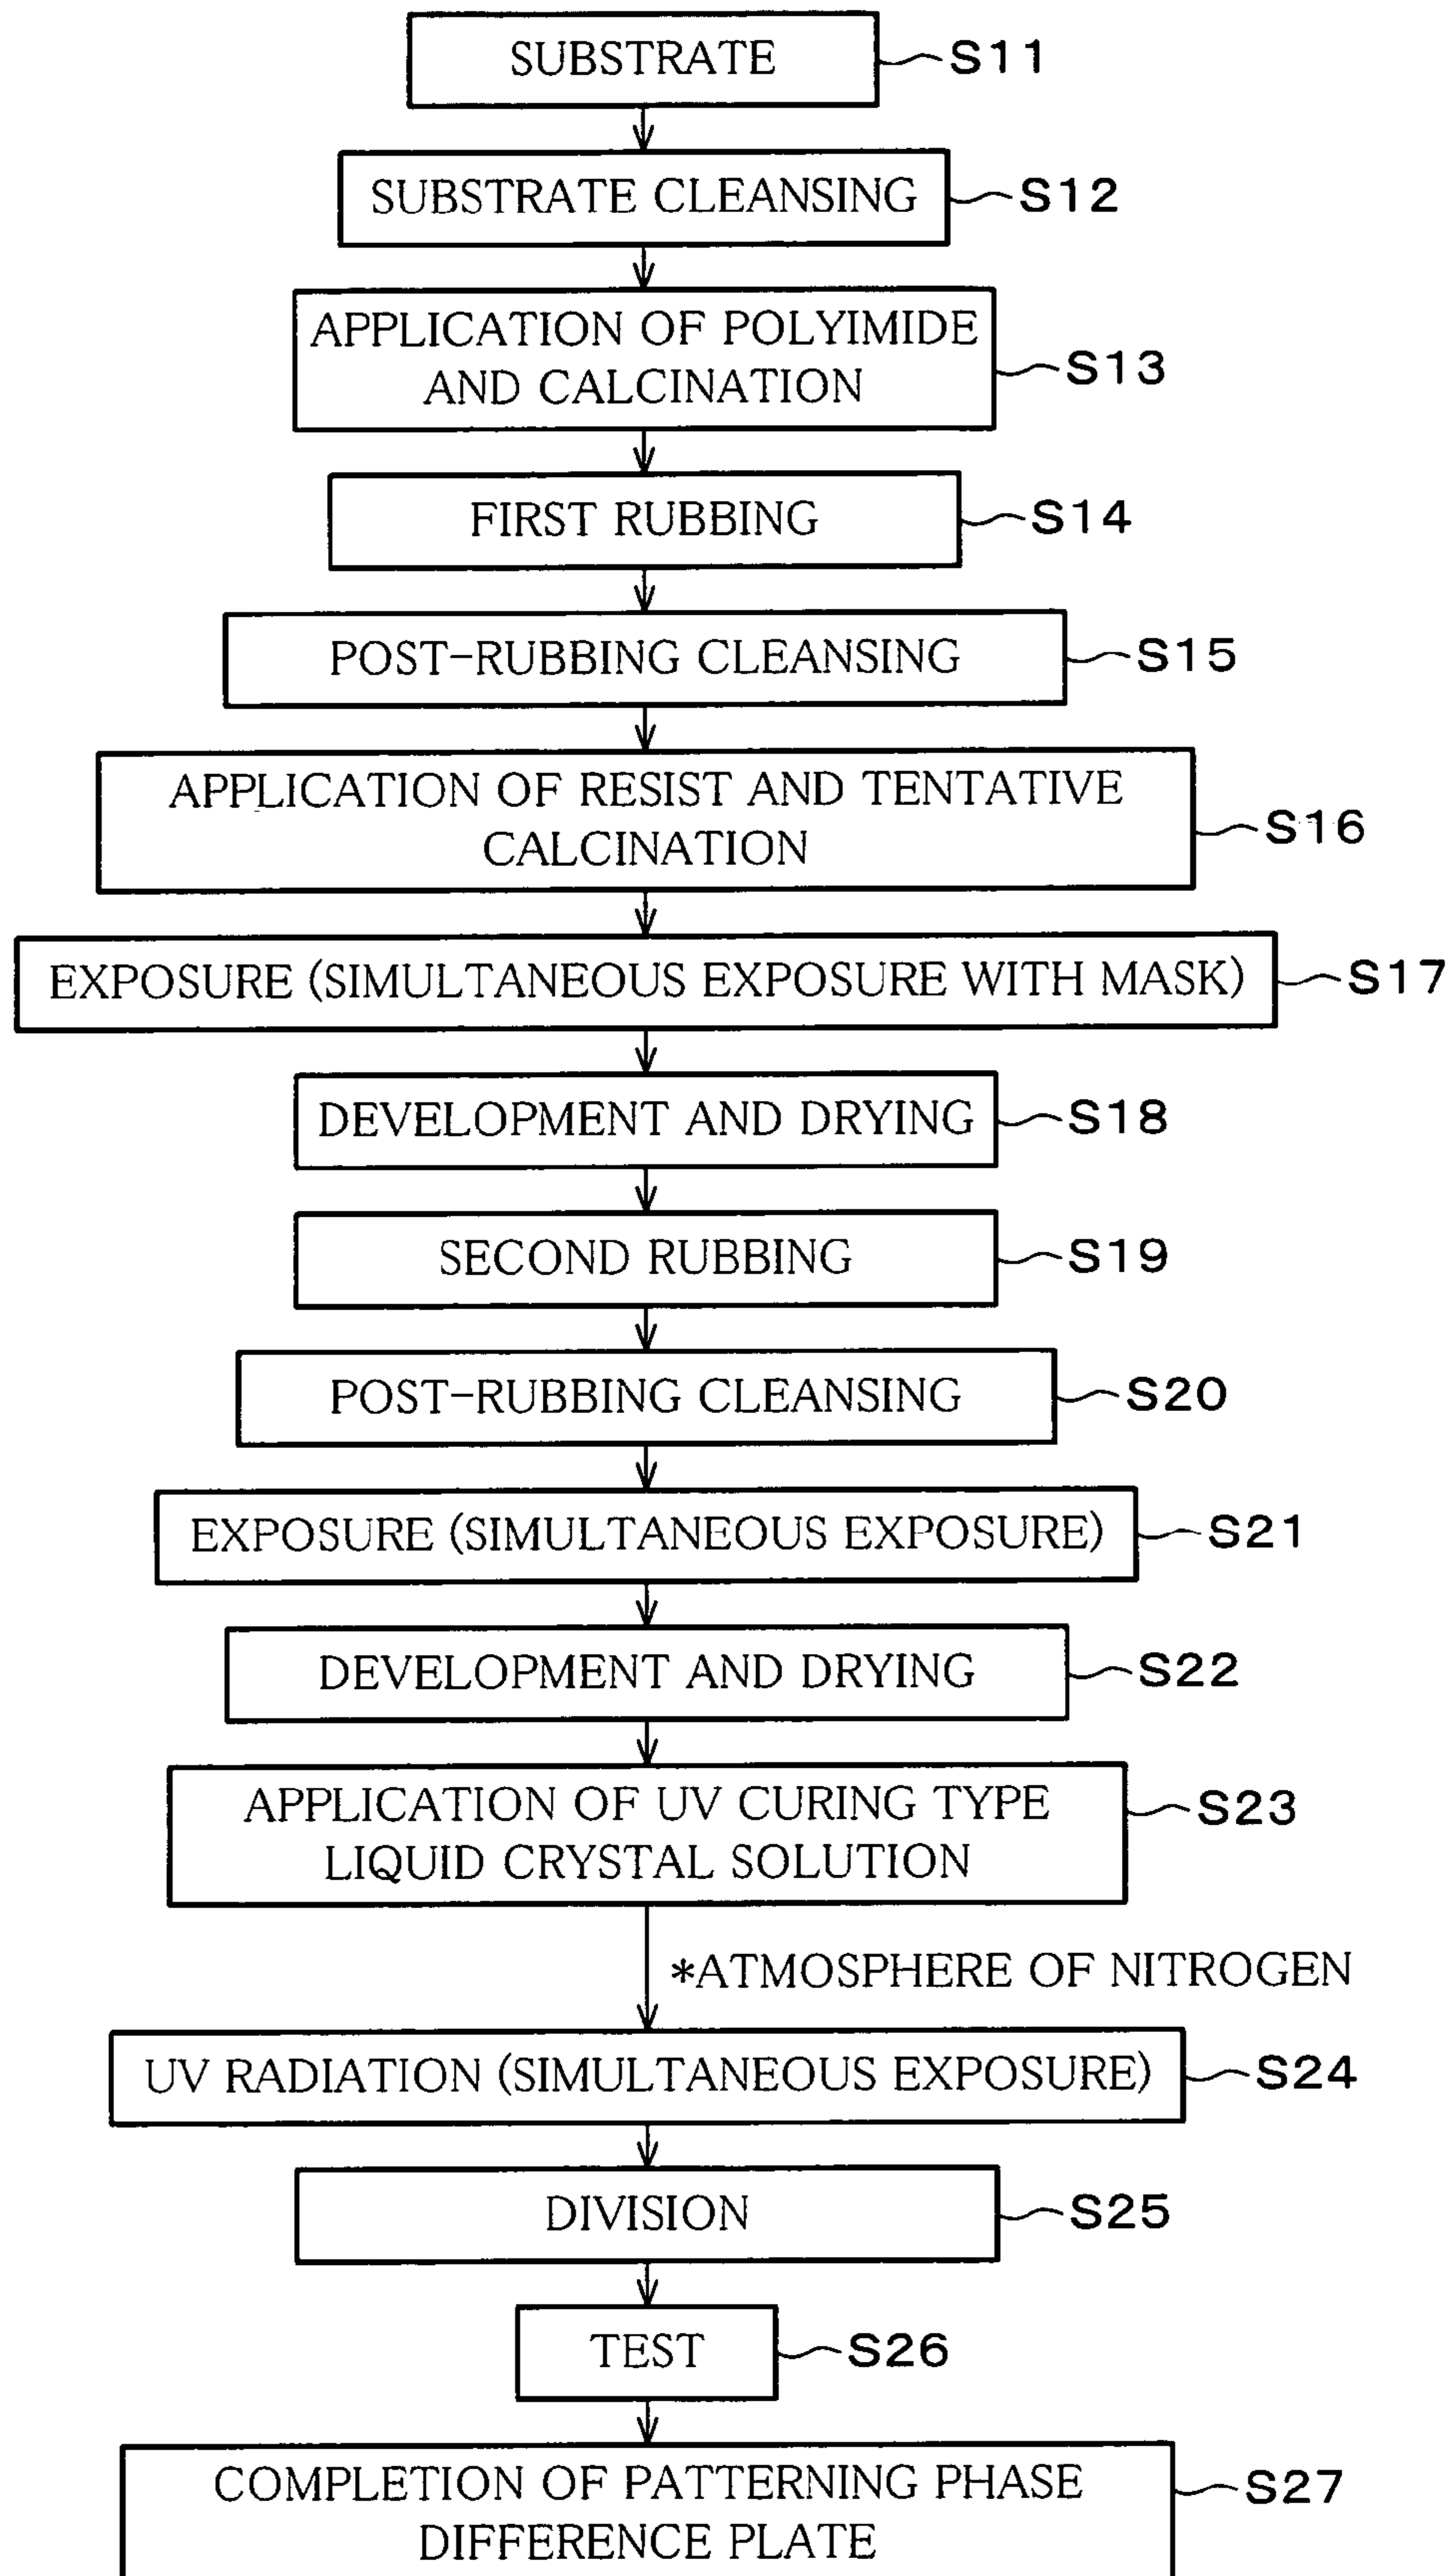 SUBSTRATE S11
SUBSTRATE CLEANSING S12
APPLICATION OF POLYIMIDE
AND CALCINATION S13
FIRST RUBBING S14
POST-RUBBING CLEANSING S15
APPLICATION OF RESIST AND TENTATIVE
CALCINATION S16
EXPOSURE (SIMULTANEOUS EXPOSURE WITH MASK) S17
DEVELOPMENT AND DRYING S18
SECOND RUBBING S19
POST-RUBBING CLEANSING S20
EXPOSURE (SIMULTANEOUS EXPOSURE) S21
DEVELOPMENT AND DRYING S22
APPLICATION OF UV CURING TYPE S23
LIQUID CRYSTAL SOLUTION
*ATMOSPHERE OF NITROGEN
UV RADIATION (SIMULTANEOUS EXPOSURE) S24
DIVISION S25
TEST S26
COMPLETION OF PATTERNING PHASE S27
DIFFERENCE PLATE